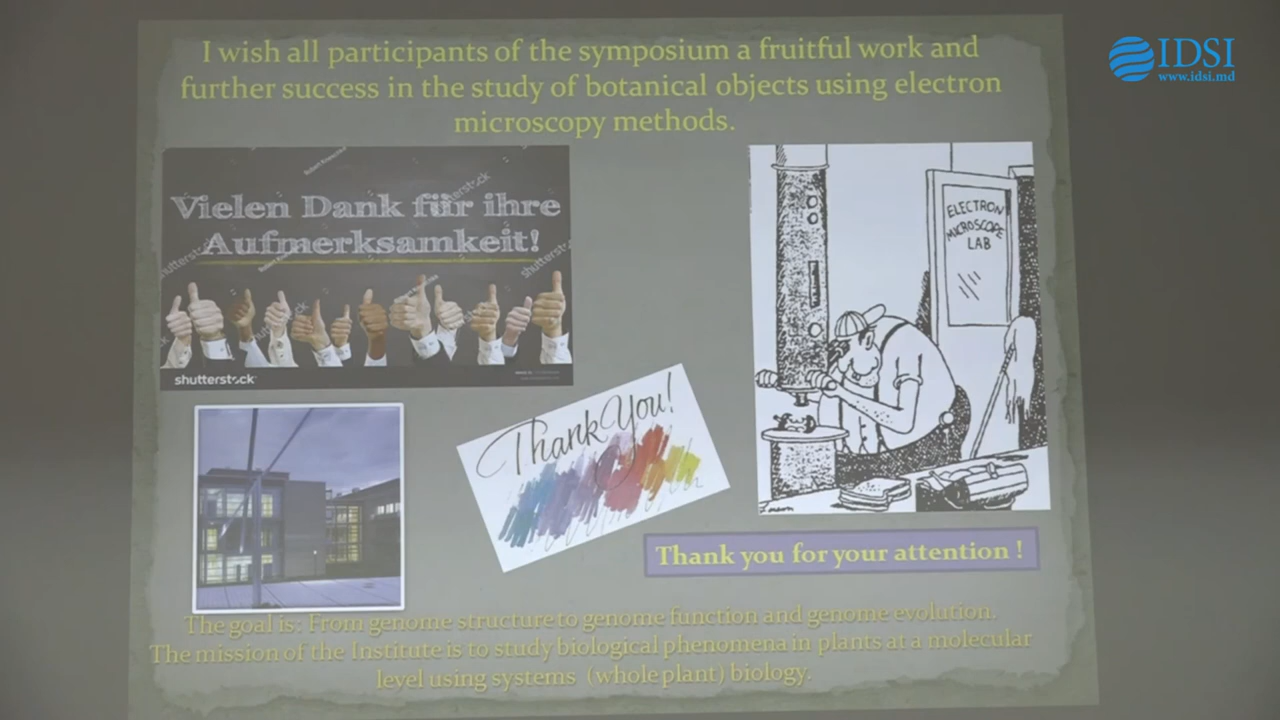 I wish all participants of the symposium a fruitful work and
further success in the study of botanical objects using electron
microscopy methods.
IDSI
www.idsi.md
Vielen Dank für ihre
Aufmerksamkeit!
shutterstock
ELECTRON
MICROSCOPE
LAB
Thank You!
Larson
Thank you for your attention !
The goal is: From genome structure to genome function and genome evolution.
The mission of the Institute is to study biological phenomena in plants at a molecular
level using systems (whole plant) biology.